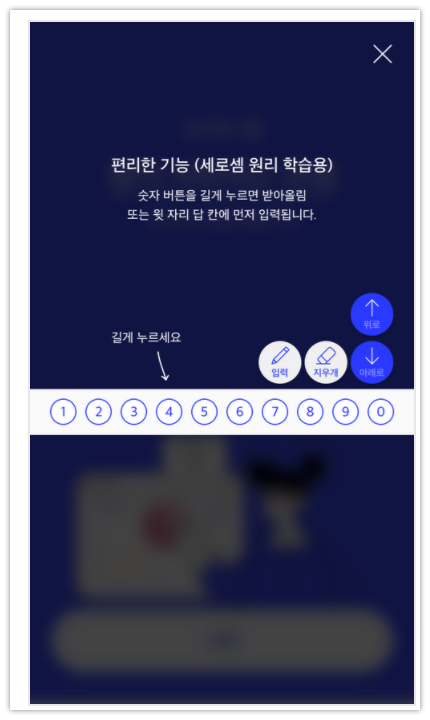 편리한 기능 (세로셈 원리 학습용)
숫자 버튼을 길게 누르면 받아올림
또는 윗 자리 답 칸에 먼저 입력됩니다.
위로
길게 누르세요
입력 지우개 아래로
1 2 3 4 5 6 7 8 9 0